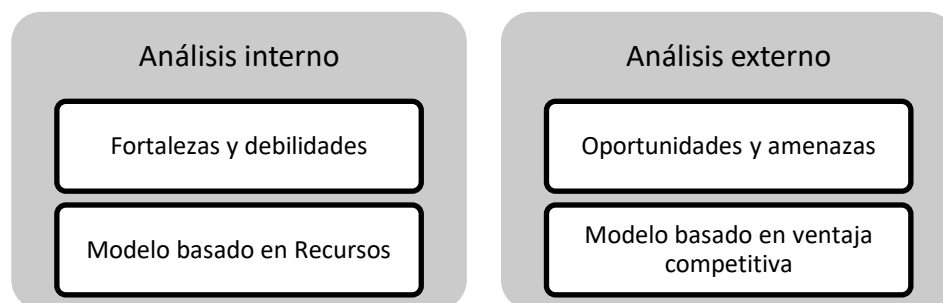 Análisis interno
Fortalezas y debilidades
Modelo basado en Recursos
Análisis externo
Oportunidades y amenazas
Modelo basado en ventaja
competitiva